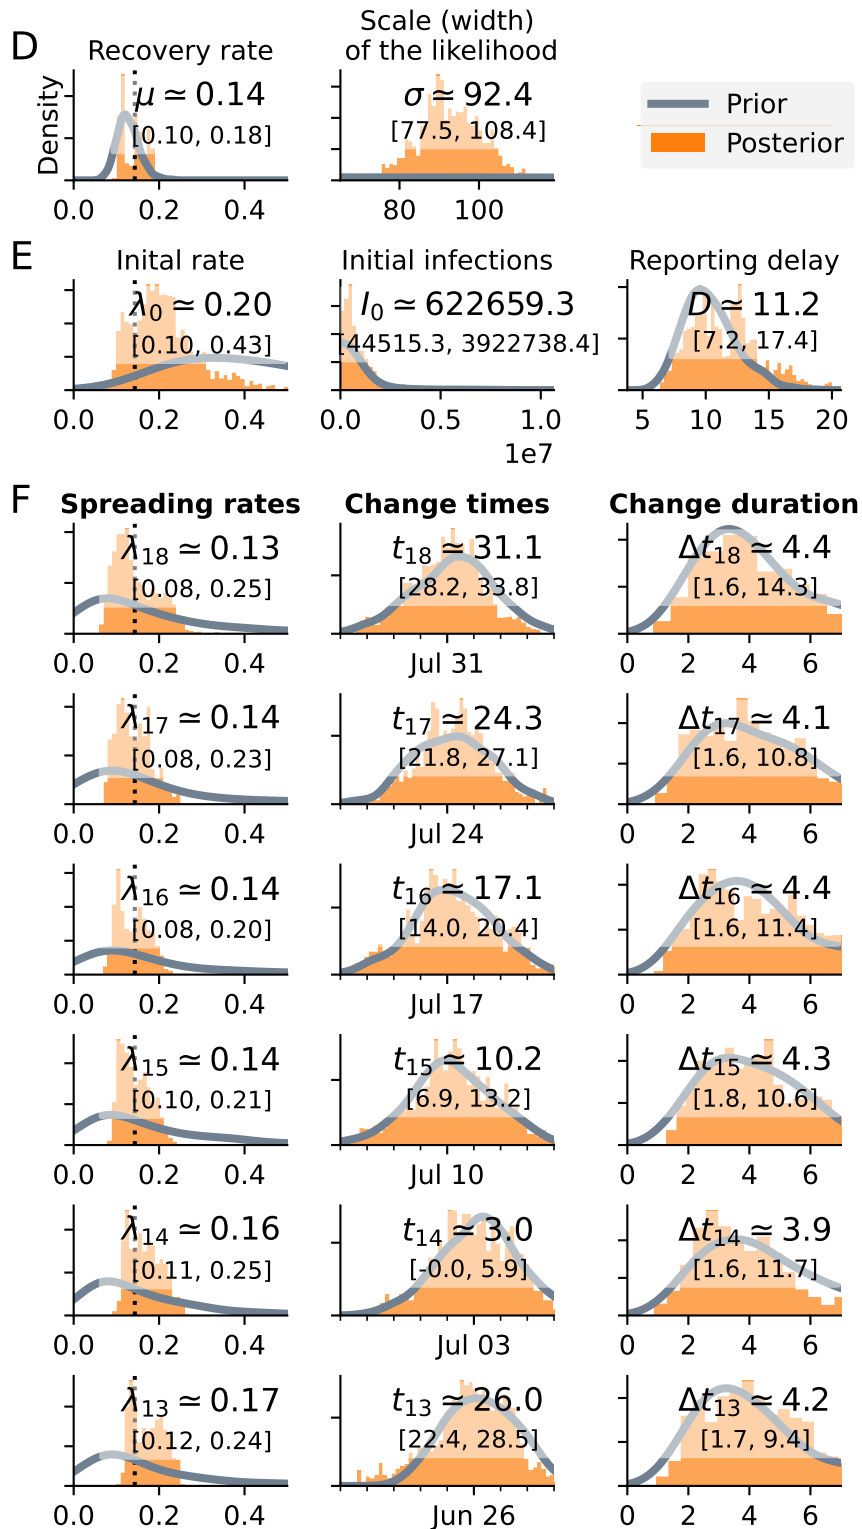 D
Recovery rate
Density
μ ≃ 0.14
[0.10, 0.18]
0.0 0.2 0.4
Scale (width)
of the likelihood
σ ≃ 92.4
[77.5, 108.4]
80 100
Prior
Posterior
E
Inital rate
λ0 ≃ 0.20
[0.10, 0.43]
0.0 0.2 0.4
Initial infections
I0 ≃ 622659.3
[44515.3, 3922738.4]
0.0 0.5 1.0
1e7
Reporting delay
D ≃ 11.2
[7.2, 17.4]
5 10 15 20
F
Spreading rates Change times Change duration
λ18 ≃ 0.13
[0.08, 0.25]
0.0 0.2 0.4
t18 ≃ 31.1
[28.2, 33.8]
Jul 31
Δt18 ≃ 4.4
[1.6, 14.3]
0 2 4 6
λ17 ≃ 0.14
[0.08, 0.23]
0.0 0.2 0.4
t17 ≃ 24.3
[21.8, 27.1]
Jul 24
Δt17 ≃ 4.1
[1.6, 10.8]
0 2 4 6
λ16 ≃ 0.14
[0.08, 0.20]
0.0 0.2 0.4
t16 ≃ 17.1
[14.0, 20.4]
Jul 17
Δt16 ≃ 4.4
[1.6, 11.4]
0 2 4 6
λ15 ≃ 0.14
[0.10, 0.21]
0.0 0.2 0.4
t15 ≃ 10.2
[6.9, 13.2]
Jul 10
Δt15 ≃ 4.3
[1.8, 10.6]
0 2 4 6
λ14 ≃ 0.16
[0.11, 0.25]
0.0 0.2 0.4
t14 ≃ 3.0
[-0.0, 5.9]
Jul 03
Δt14 ≃ 3.9
[1.6, 11.7]
0 2 4 6
λ13 ≃ 0.17
[0.12, 0.24]
0.0 0.2 0.4
t13 ≃ 26.0
[22.4, 28.5]
Jun 26
Δt13 ≃ 4.2
[1.7, 9.4]
0 2 4 6